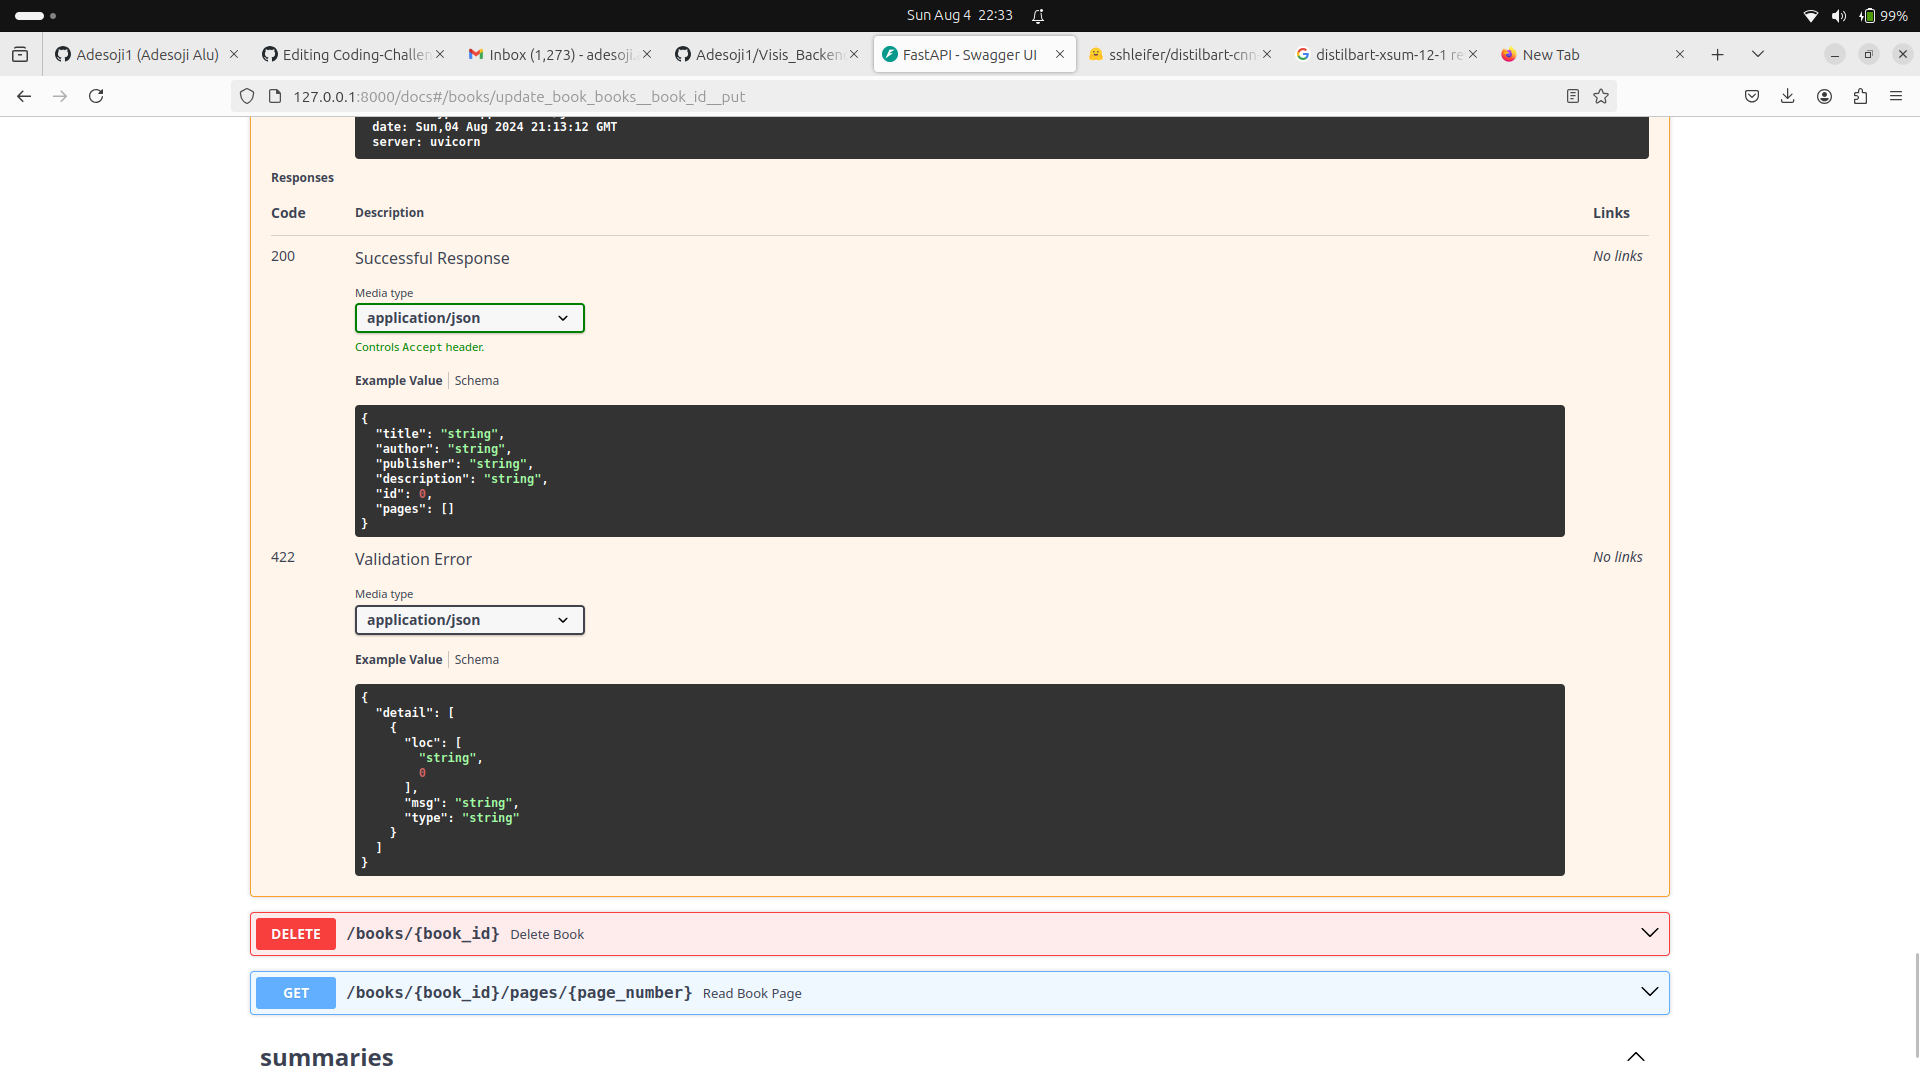 Sun Aug 4 22:33
99%
Adesoji1 (Adesoji Alu)
Editing Coding-Challen
Inbox (1,273) - adesoji.
Adesoji1/Visis_Backen
FastAPI - Swagger UI
sshleifer/distilbart-cnn-
distilbart-xsum-12-1 re
New Tab
127.0.0.1:8000/docs#/books/update_book_books__book_id__put
date: Sun,04 Aug 2024 21:13:12 GMT
server: uvicorn
Responses
Code Description Links
200 Successful Response No links
Media type
application/json
Controls Accept header.
Example Value Schema
{
"title": "string",
"author": "string",
"publisher": "string",
"description": "string",
"id": 0,
"pages": []
}
422 Validation Error No links
Media type
application/json
Example Value Schema
{
"detail": [
{
"loc": [
"string",
0
],
"msg": "string",
"type": "string"
}
]
}
DELETE /books/{book_id} Delete Book
GET /books/{book_id}/pages/{page_number} Read Book Page
summaries